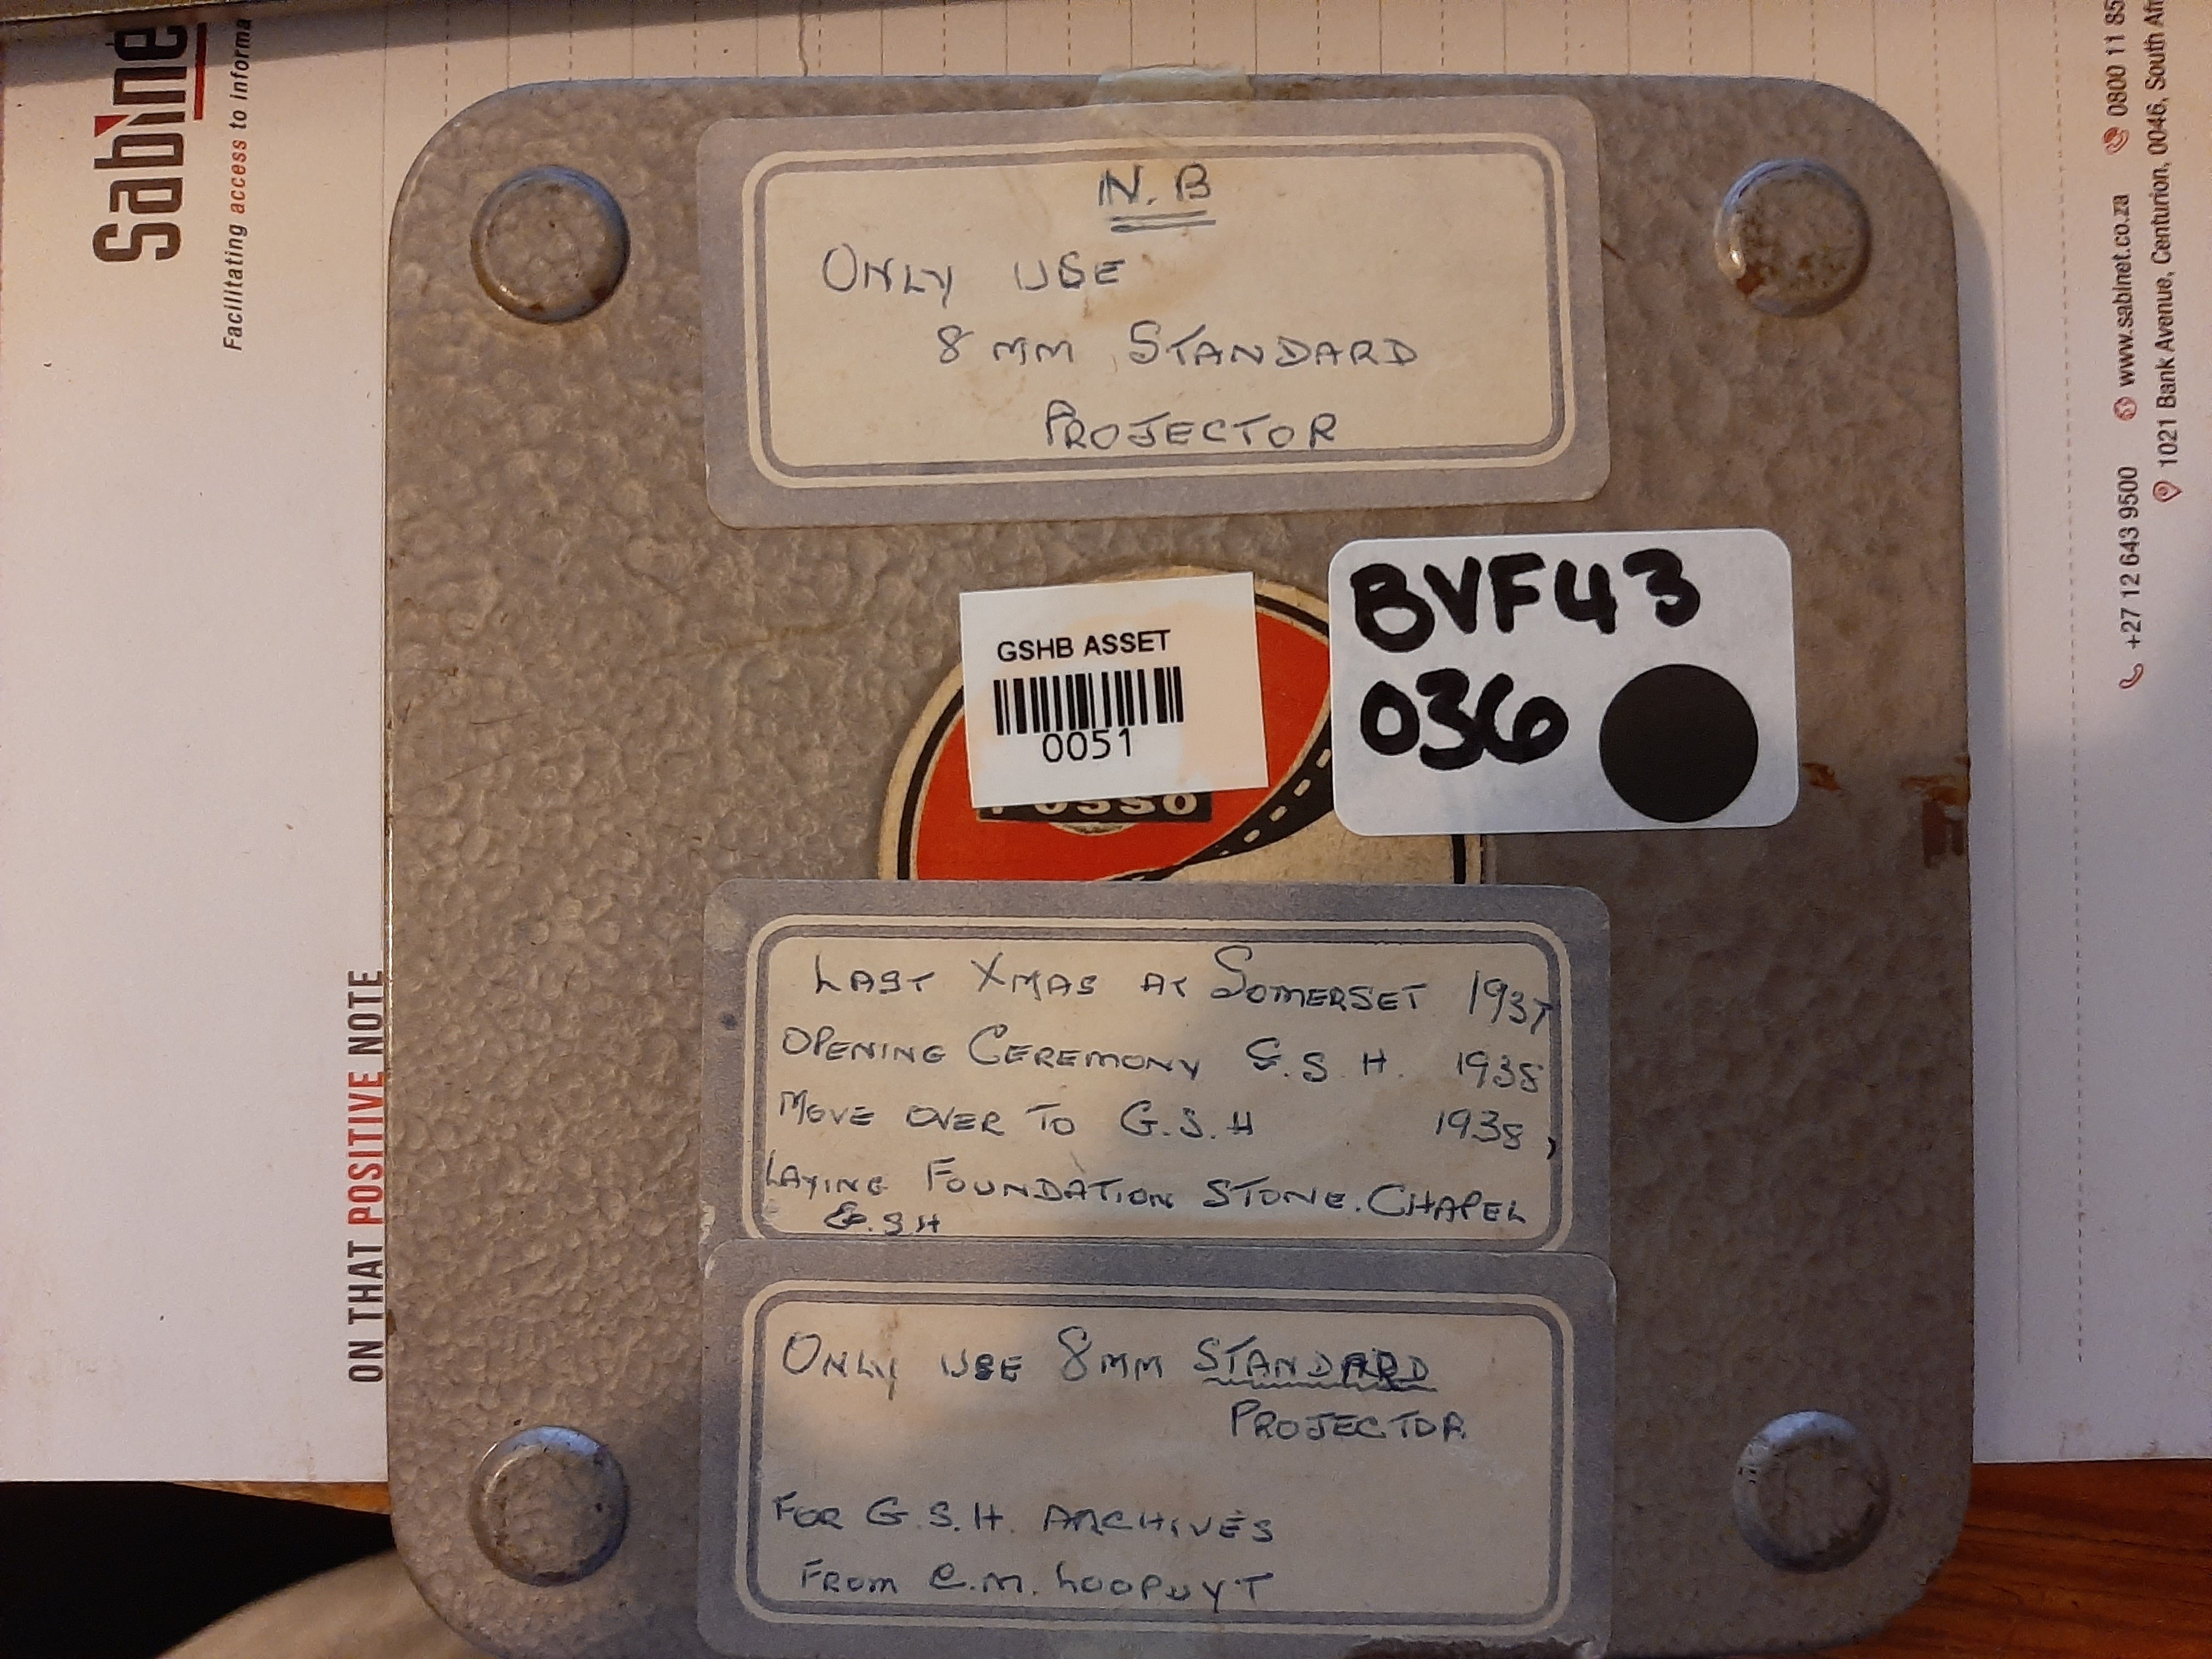 N.B
ONLY USE
8 MM STANDARD
PROJECTOR
GSHB ASSET
0051
BVF43
036
LAST XMAS AT SOMERSET 1937
OPENING CEREMONY G.S.H. 1938
MOVE OVER TO G.S.H 1938,
LAYING FOUNDATION STONE. CHAPEL
G.S.H
ONLY USE 8MM STANDARD
PROJECTOR
FOR G.S.H. ARCHIVES
FROM C.M. LOOPUYT
Sabine
Facilitating access to informa
ON THAT POSITIVE NOTE
+27 12 643 9500 www.sabinet.co.za 0800 11 85
1021 Bank Avenue, Centurion, 0046, South Afr